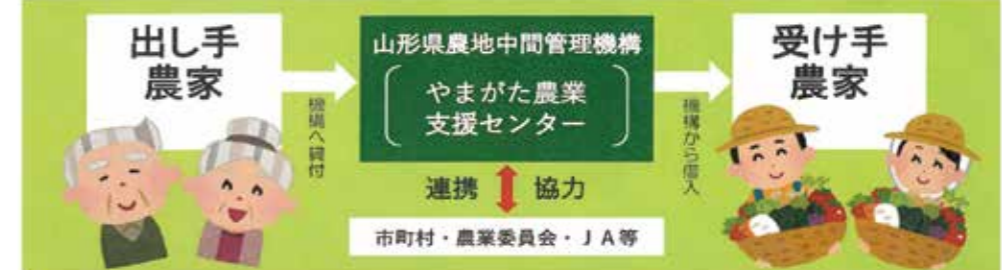 出し手
農家
機構へ貸付
山形県農地中間管理機構
やまがた農業
支援センター
機構から借入
受け手
農家
連携
協力
市町村・農業委員会・ＪＡ等